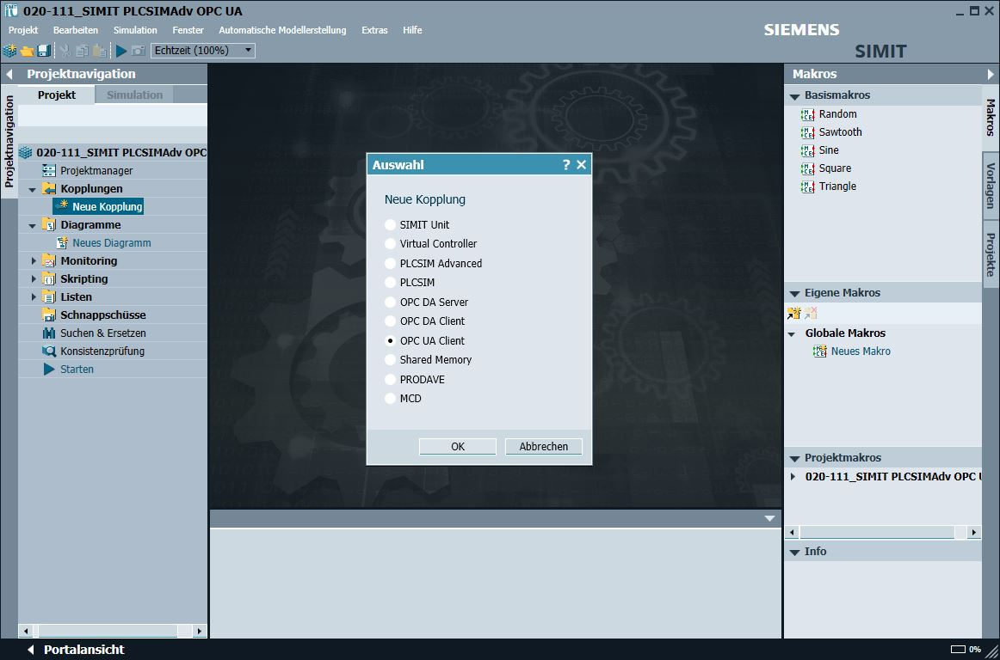 020-111_SIMIT PLCSIMAdv OPC UA
Projekt Bearbeiten Simulation Fenster Automatische Modellerstellung Extras Hilfe
SIEMENS
SIMIT
Echtzeit (100%)
Projektnavigation
Projekt Simulation
Projektnavigation
020-111_SIMIT PLCSIMAdv OPC
Projektmanager
Kopplungen
Neue Kopplung
Diagramme
Neues Diagramm
Monitoring
Skripting
Listen
Schnappschüsse
Suchen & Ersetzen
Konsistenzprüfung
Starten
Auswahl ?
Neue Kopplung
SIMIT Unit
Virtual Controller
PLCSIM Advanced
PLCSIM
OPC DA Server
OPC DA Client
OPC UA Client
Shared Memory
PRODAVE
MCD
OK Abbrechen
Makros
Basismakros
Random
Sawtooth
Sine
Square
Triangle
Eigene Makros
Globale Makros
Neues Makro
Projektmakros
020-111_SIMIT PLCSIMAdv OPC
Info
Makros
Vorlagen
Projekte
Portalansicht
0%